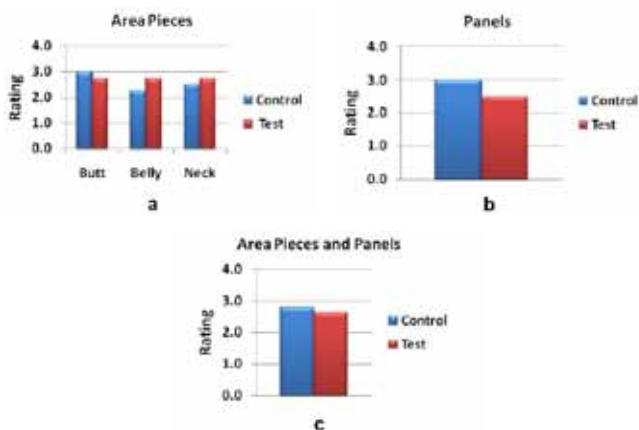 Area Pieces
4.0
3.0
2.0
1.0
0.0
Rating
Butt Belly Neck
Control
Test
a
Panels
4.0
3.0
2.0
1.0
0.0
Rating
Control
Test
b
Area Pieces and Panels
4.0
3.0
2.0
1.0
0.0
Rating
Control
Test
c